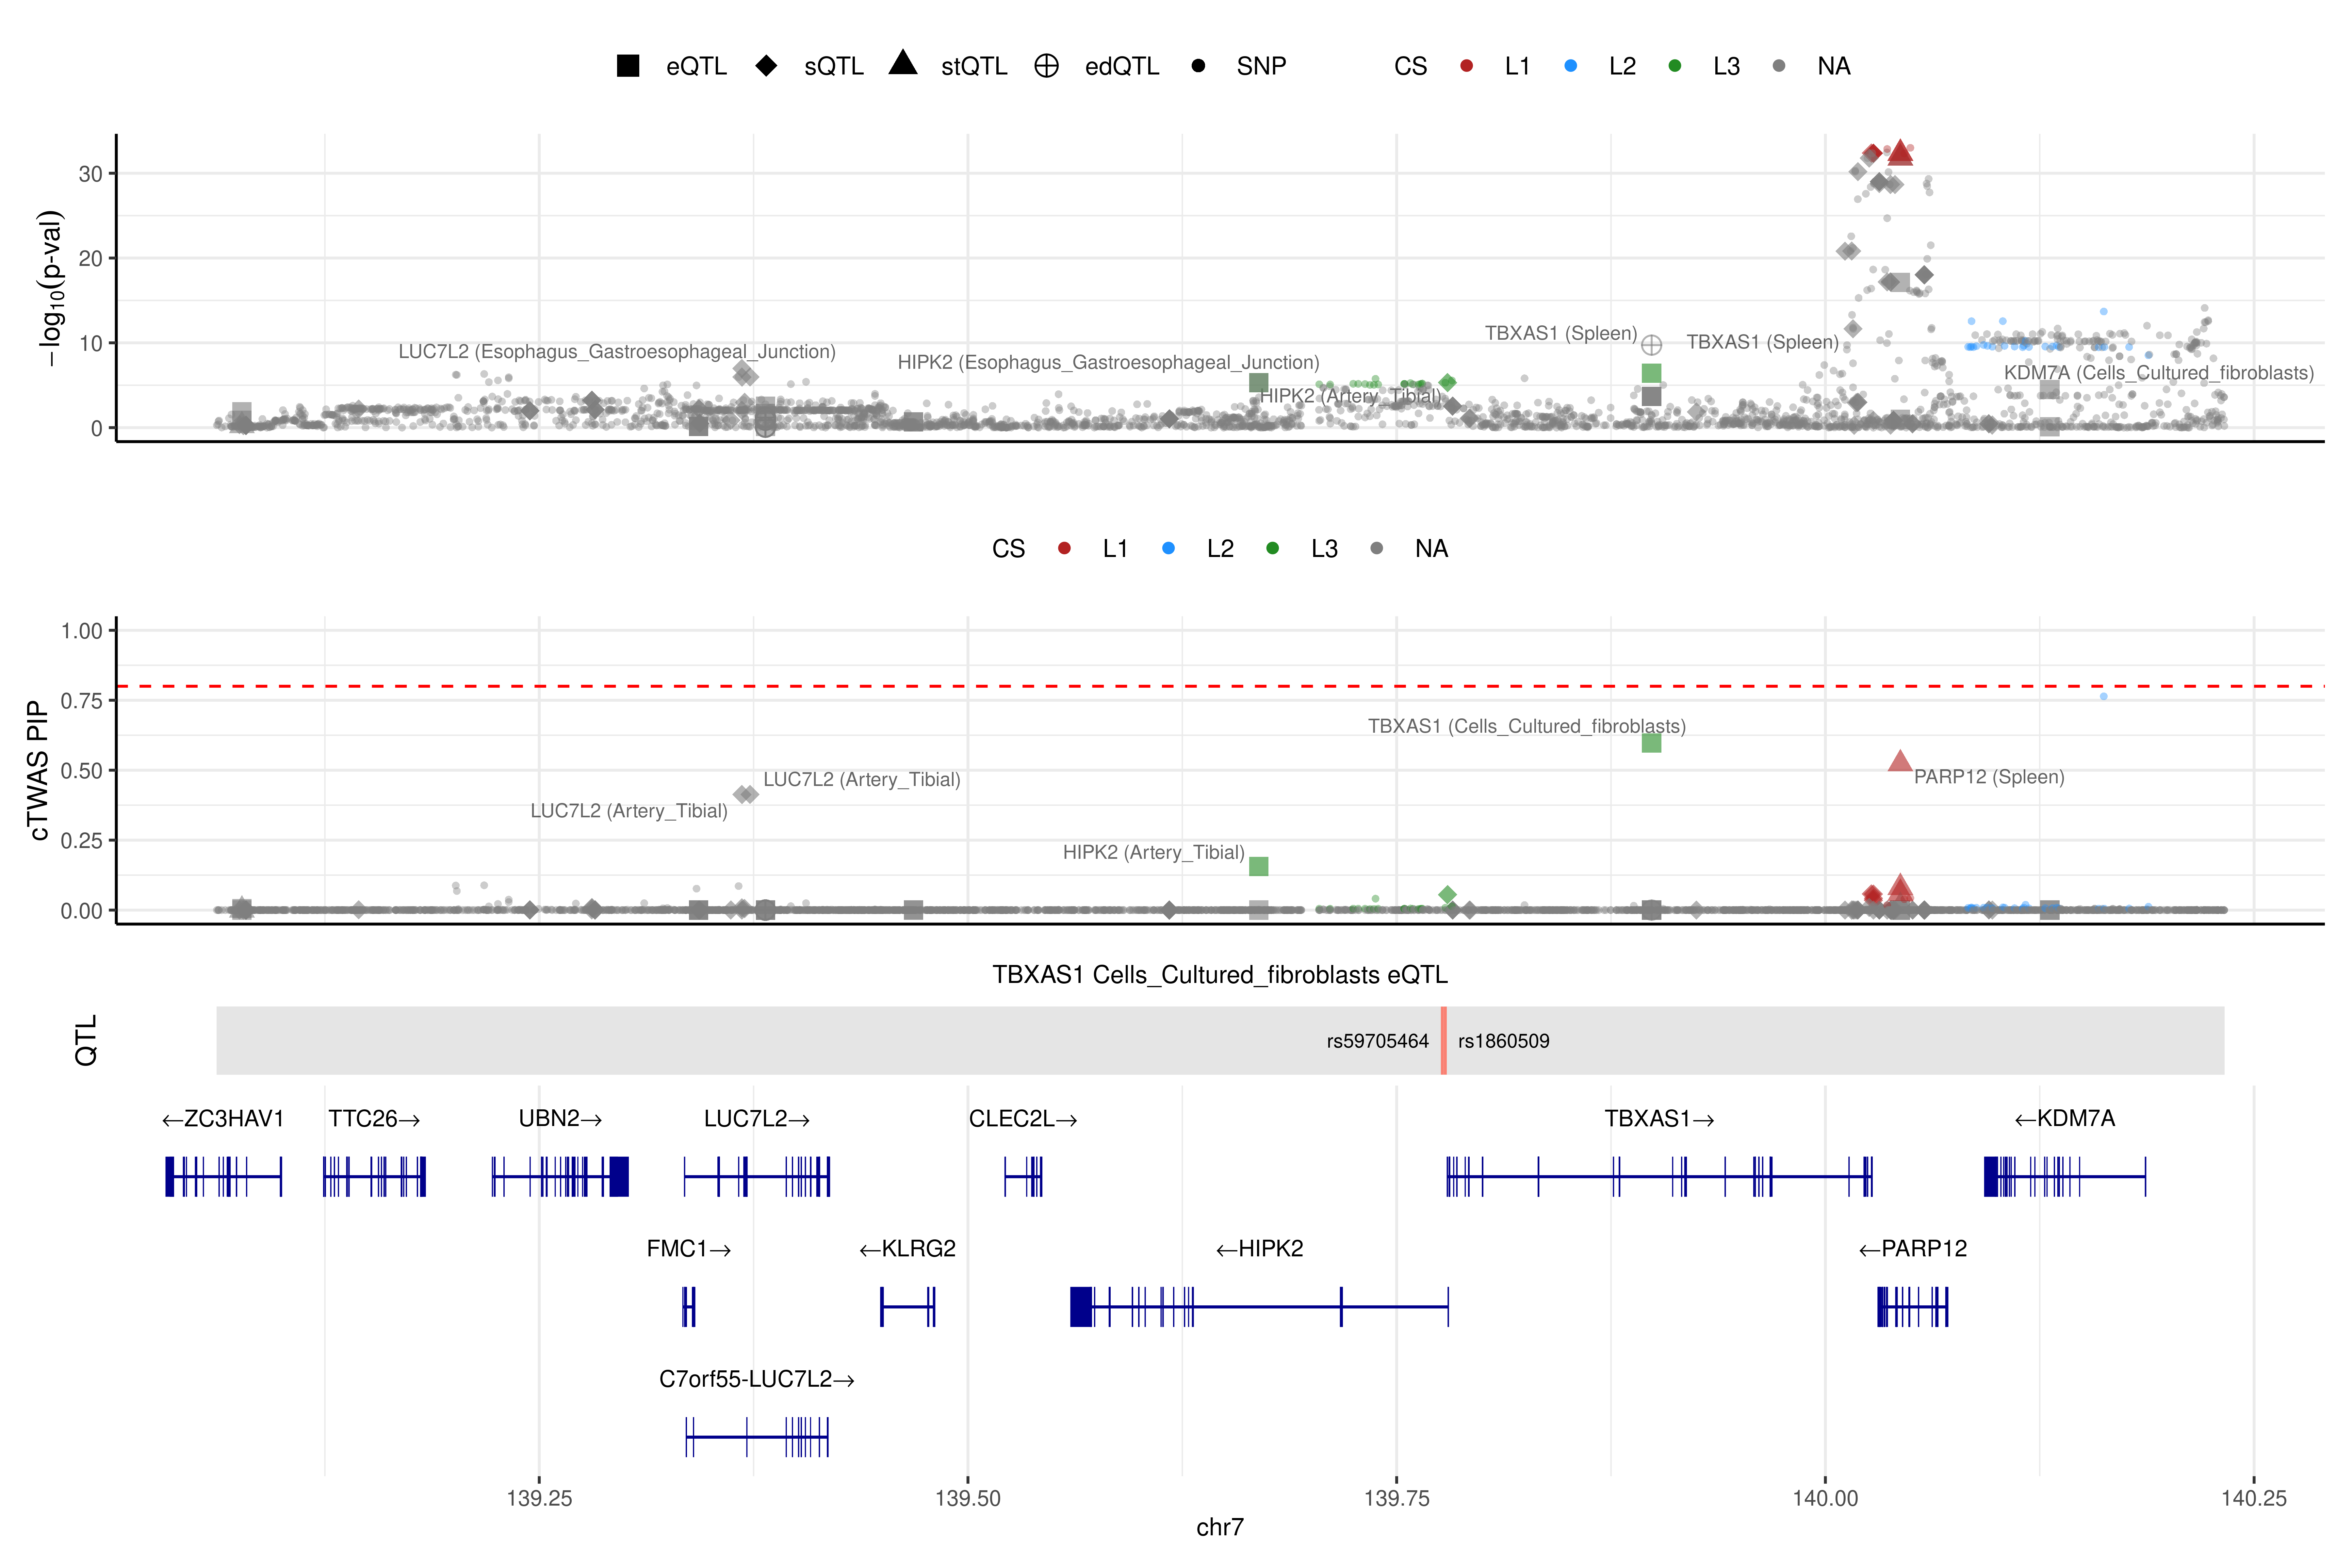 eQTL sQTL stQTL edQTL SNP CS L1 L2 L3 NA
−log10(p-val)
30
20
10
0
LUC7L2 (Esophagus_Gastroesophageal_Junction)
HIPK2 (Esophagus_Gastroesophageal_Junction)
HIPK2 (Artery_Tibial)
TBXAS1 (Spleen)
TBXAS1 (Spleen)
KDM7A (Cells_Cultured_fibroblasts)
CS L1 L2 L3 NA
cTWAS PIP
1.00
0.75
0.50
0.25
0.00
TBXAS1 (Cells_Cultured_fibroblasts)
PARP12 (Spleen)
LUC7L2 (Artery_Tibial)
LUC7L2 (Artery_Tibial)
HIPK2 (Artery_Tibial)
TBXAS1 Cells_Cultured_fibroblasts eQTL
QTL
rs59705464 rs1860509
←ZC3HAV1 TTC26→ UBN2→ LUC7L2→ CLEC2L→ TBXAS1→ ←KDM7A
FMC1→ ←KLRG2 ←HIPK2 ←PARP12
C7orf55-LUC7L2→
139.25 139.50 139.75 140.00 140.25
chr7